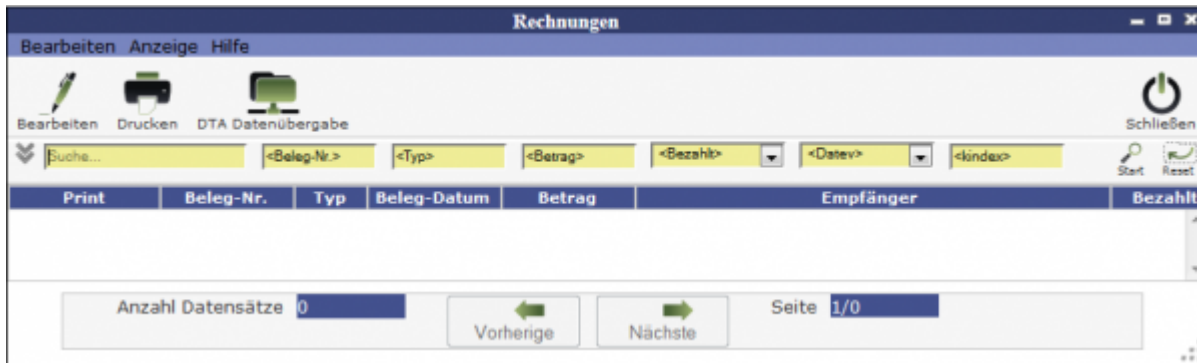 Rechnungen
Bearbeiten Anzeige Hilfe
Bearbeiten Drucken DTA Datenübergabe Schließen
Suche... <Beleg-Nr.> <Typ> <Betrag> <Bezahlt> <Datev> <kindex> Start Reset
Print Beleg-Nr. Typ Beleg-Datum Betrag Empfänger Bezahlt
Anzahl Datensätze 0 Vorherige Nächste Seite 1/0